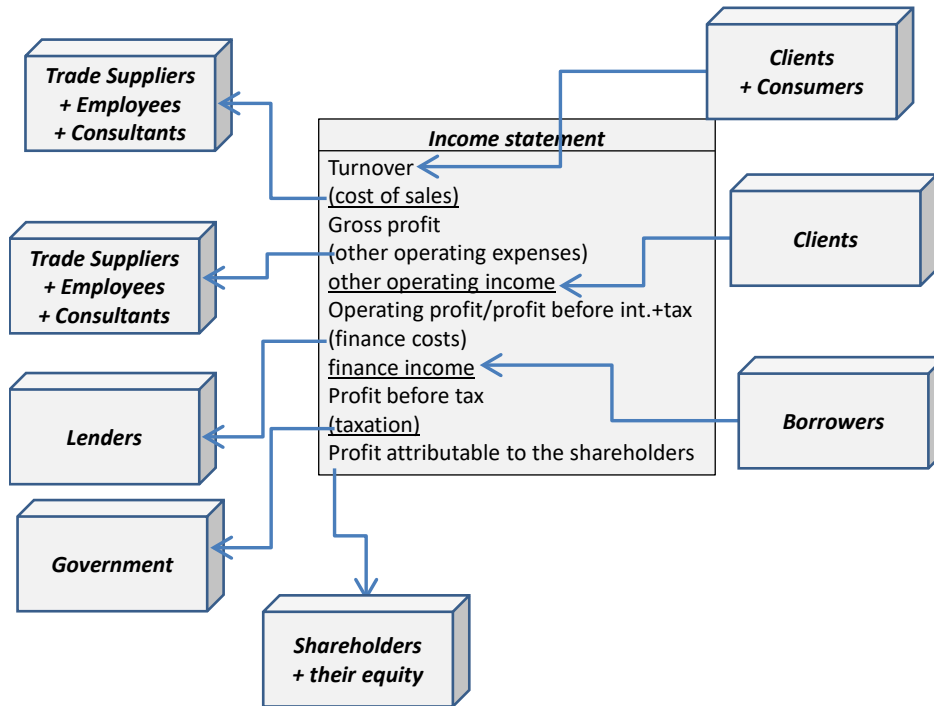 Trade Suppliers
+ Employees
+ Consultants
Clients
+ Consumers
Income statement
Turnover
(cost of sales)
Gross profit
(other operating expenses)
other operating income
Operating profit/profit before int.+tax
(finance costs)
finance income
Profit before tax
(taxation)
Profit attributable to the shareholders
Clients
Trade Suppliers
+ Employees
+ Consultants
Borrowers
Lenders
Government
Shareholders
+ their equity